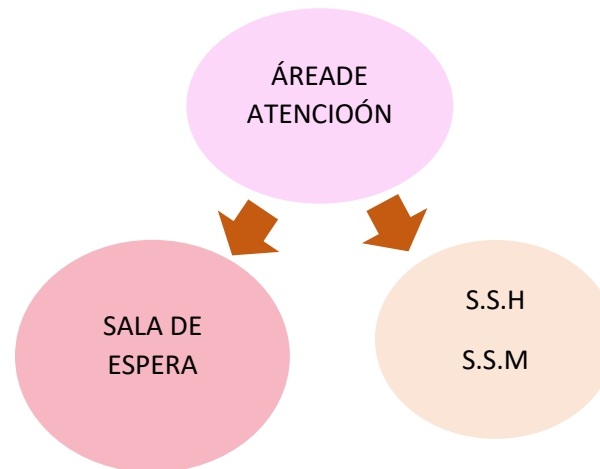 ÁREADE
ATENCIOÓN
SALA DE
ESPERA
S.S.H
S.S.M